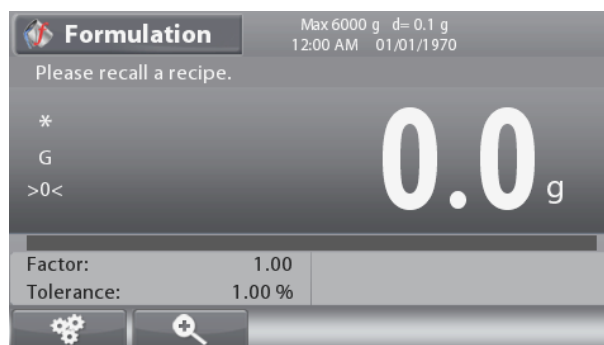 Formulation
Max 6000 g d= 0.1 g
12:00 AM 01/01/1970
Please recall a recipe.
*
G
>0<
0.0 g
Factor: 1.00
Tolerance: 1.00 %